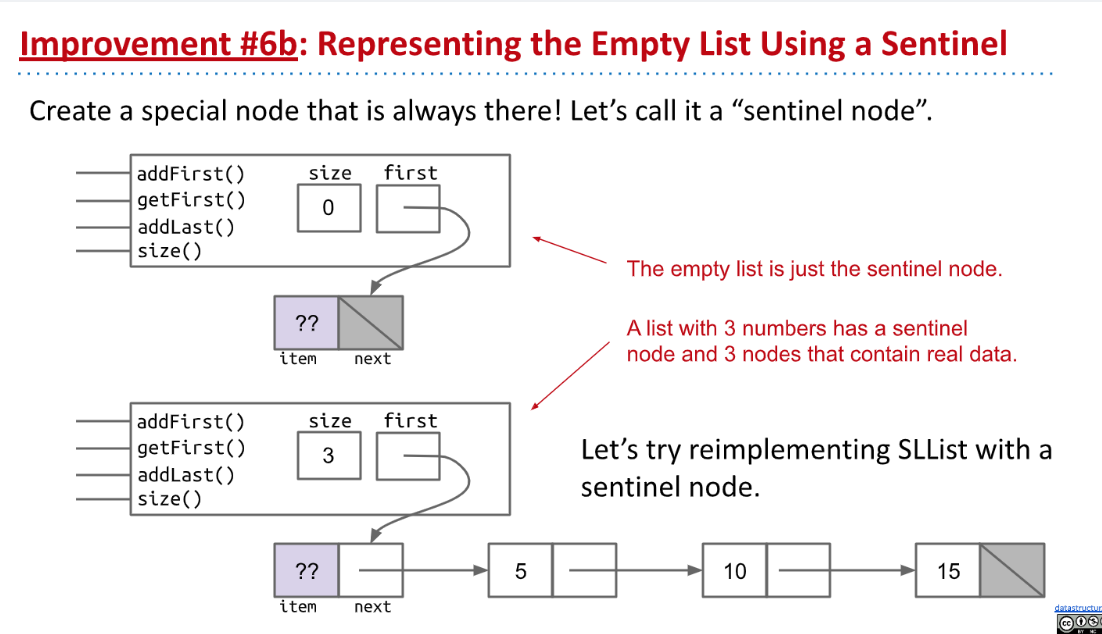 Improvement #6b: Representing the Empty List Using a Sentinel
Create a special node that is always there! Let’s call it a “sentinel node”.
addFirst()
getFirst()
addLast()
size()
size first
0
The empty list is just the sentinel node.
??
item next
A list with 3 numbers has a sentinel
node and 3 nodes that contain real data.
addFirst()
getFirst()
addLast()
size()
size first
3
Let’s try reimplementing SLList with a
sentinel node.
?? 5 10 15
item next
datastructur
cc
BY NC